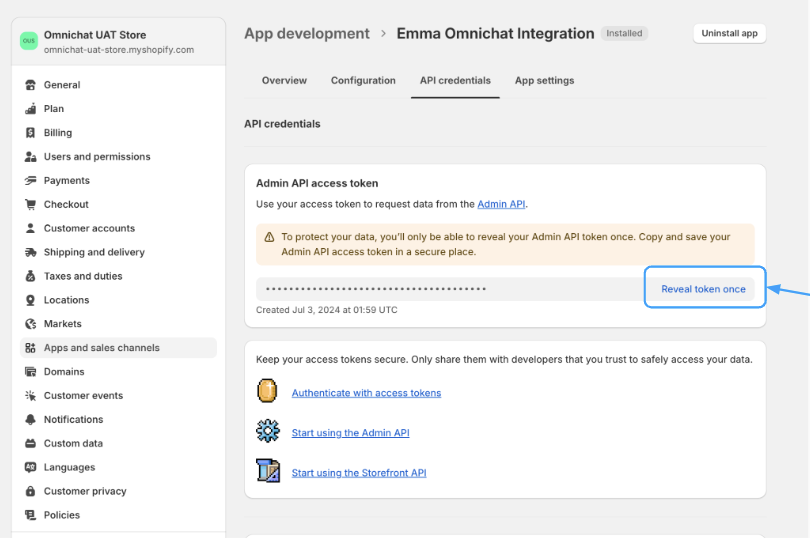 Omnichat UAT Store
OUS
omnichat-uat-store.myshopify.com
General
Plan
Billing
Users and permissions
Payments
Checkout
Customer accounts
Shipping and delivery
Taxes and duties
Locations
Markets
Apps and sales channels
Domains
Customer events
Notifications
Custom data
Languages
Customer privacy
Policies
App development › Emma Omnichat Integration Installed
Uninstall app
Overview Configuration API credentials App settings
API credentials
Admin API access token
Use your access token to request data from the Admin API.
To protect your data, you’ll only be able to reveal your Admin API token once. Copy and save your
Admin API access token in a secure place.
•••••••••••••••••••••••••••••••••••••• Reveal token once
Created Jul 3, 2024 at 01:59 UTC
Keep your access tokens secure. Only share them with developers that you trust to safely access your data.
Authenticate with access tokens
Start using the Admin API
Start using the Storefront API